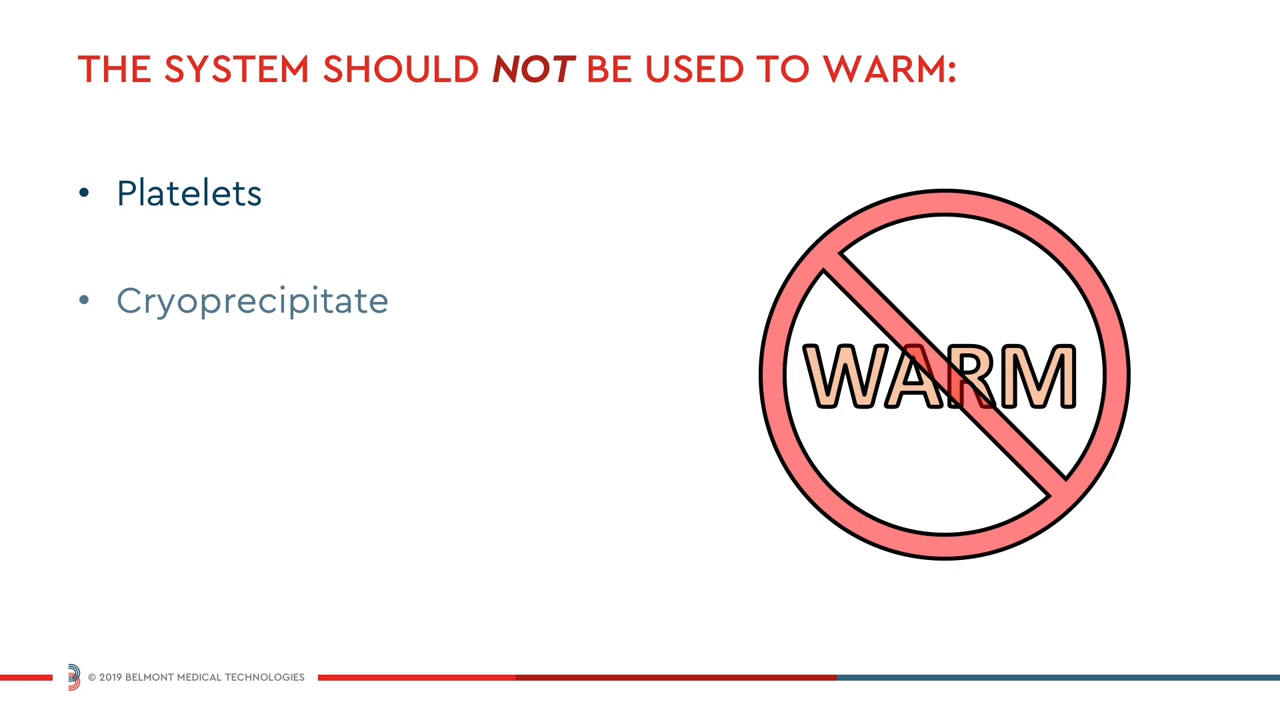 THE SYSTEM SHOULD NOT BE USED TO WARM:
• Platelets
• Cryoprecipitate
WARM
© 2019 BELMONT MEDICAL TECHNOLOGIES